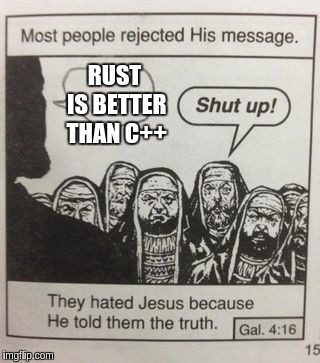 Most people rejected His message.
RUST
IS BETTER
THAN C++
Shut up!
They hated Jesus because
He told them the truth.
Gal. 4:16
15
imgflip.com